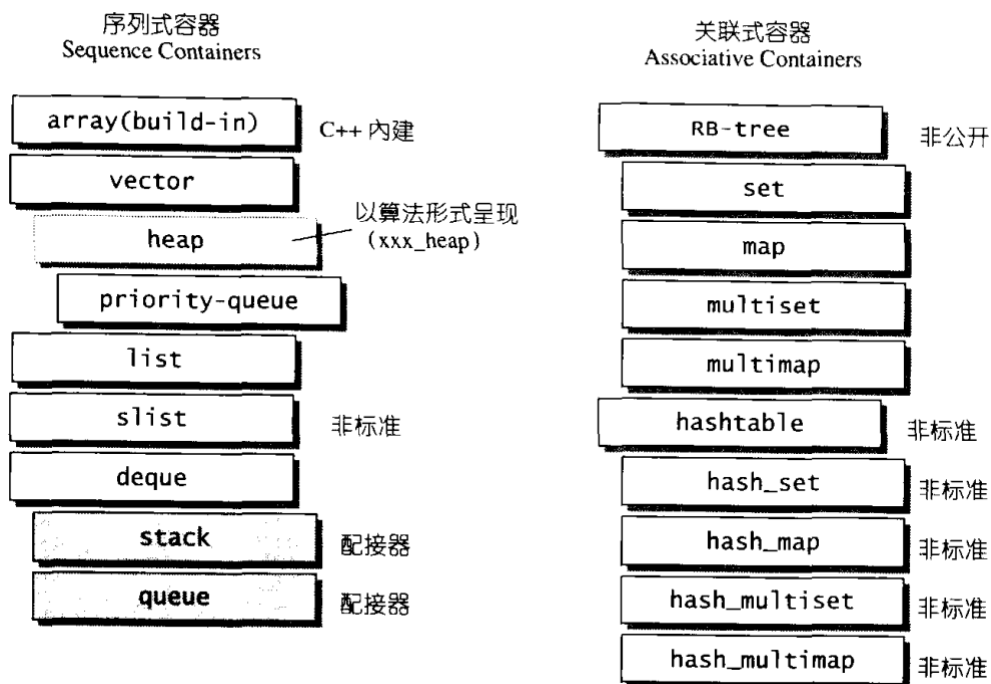 序列式容器
Sequence Containers
array(build-in)
C++ 內建
vector
heap
以算法形式呈现
(xxx_heap)
priority-queue
list
slist
非标准
deque
stack
配接器
queue
配接器
关联式容器
Associative Containers
RB-tree
非公开
set
map
multiset
multimap
hashtable
非标准
hash_set
非标准
hash_map
非标准
hash_multiset
非标准
hash_multimap
非标准